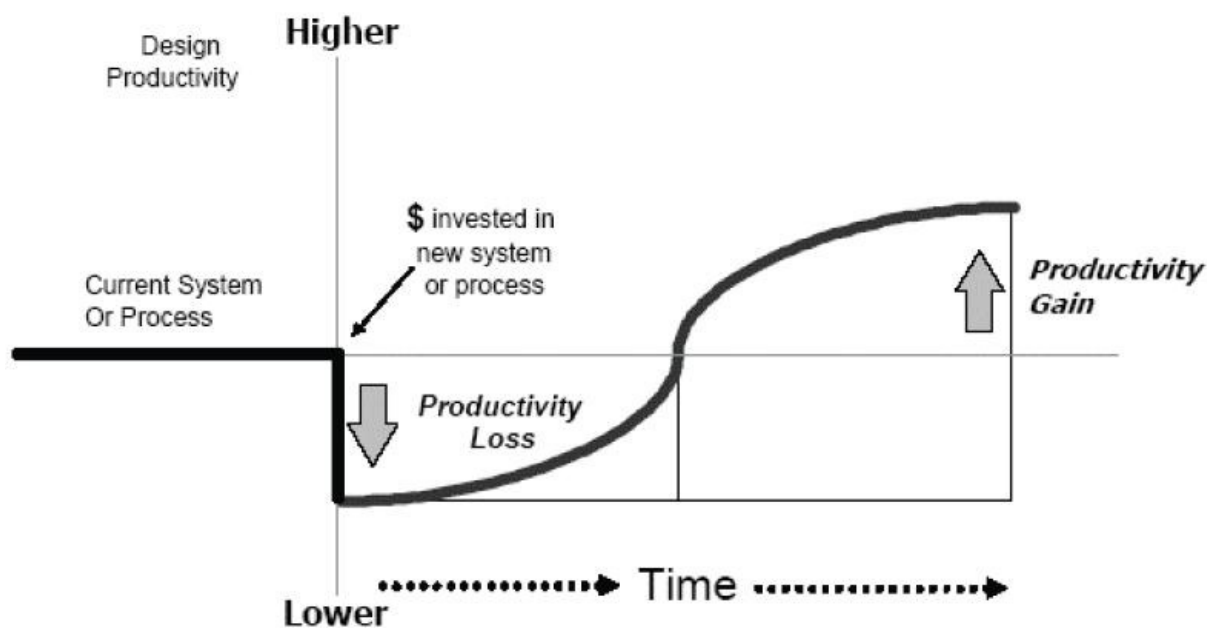 Higher
Design
Productivity
$ invested in
new system
or process
Current System
Or Process
Productivity
Gain
Productivity
Loss
Time
Lower